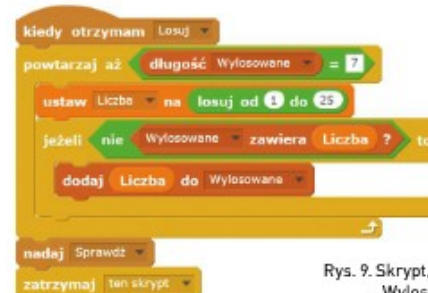 kiedy otrzymam Losuj
powtarzaj aż długość Wylosowane = 7
ustaw Liczba na losuj od 1 do 25
jeżeli nie Wylosowane zawiera Liczba ? to
dodaj Liczba do Wylosowane
nadaj Sprawdź
zatrzymaj ten skrypt
Rys. 9. Skrypt,